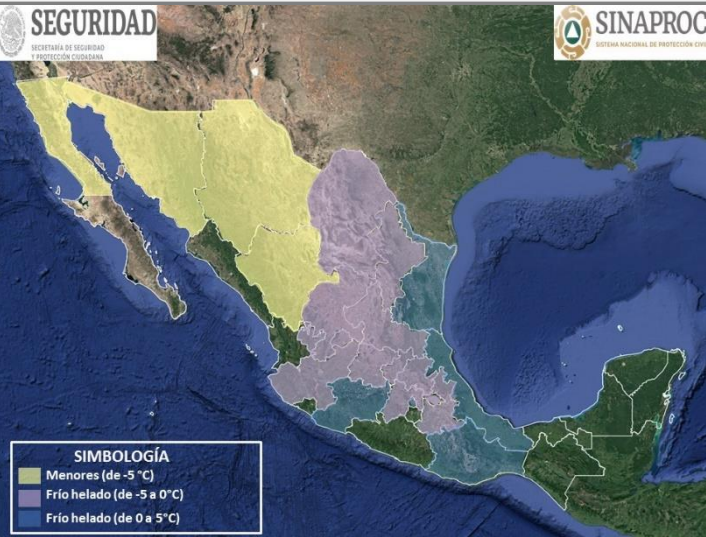 SEGURIDAD
SECRETARÍA DE SEGURIDAD
Y PROTECCIÓN CIUDADANA
SINAPROC
SISTEMA NACIONAL DE PROTECCIÓN CIVIL
SIMBOLOGÍA
Menores (de -5 °C)
Frío helado (de -5 a 0°C)
Frío helado (de 0 a 5°C)